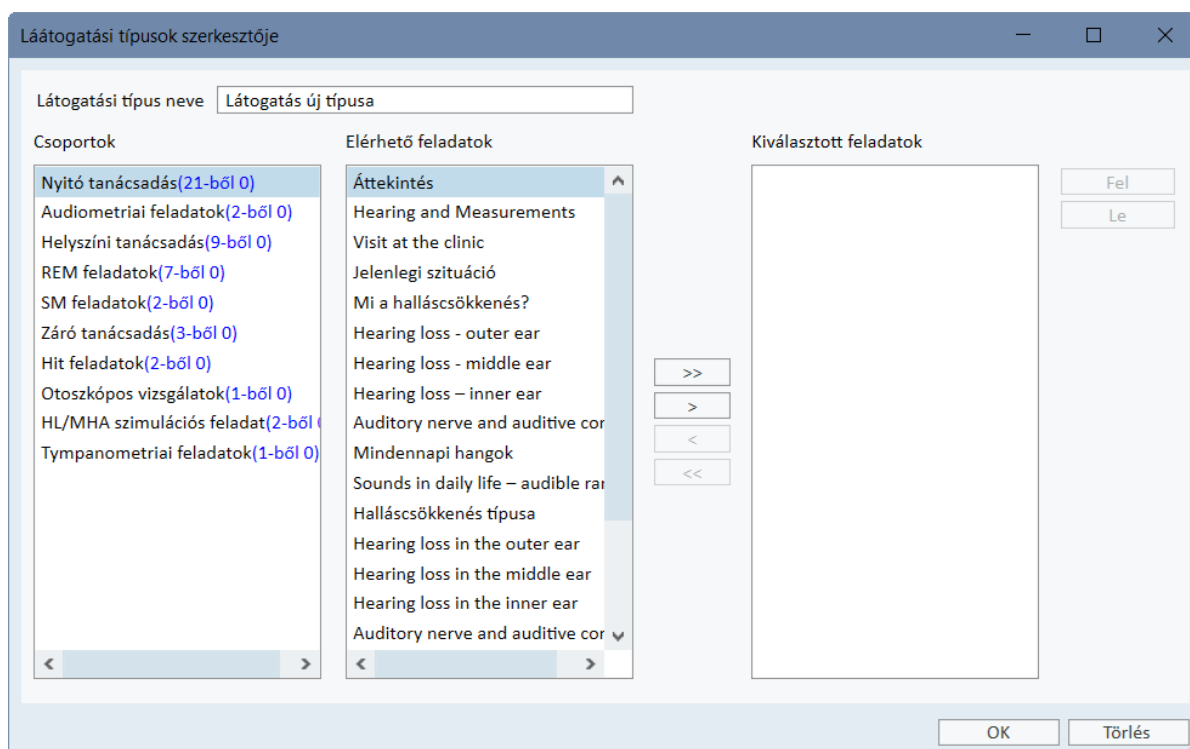 Láátogatási típusok szerkesztője
Látogatási típus neve Látogatás új típusa
Csoportok
Nyitó tanácsadás(21-ből 0)
Audiometriai feladatok(2-ből 0)
Helyszíni tanácsadás(9-ből 0)
REM feladatok(7-ből 0)
SM feladatok(2-ből 0)
Záró tanácsadás(3-ből 0)
Hit feladatok(2-ből 0)
Otoszkópos vizsgálatok(1-ből 0)
HL/MHA szimulációs feladat(2-ből
Tympanometriai feladatok(1-ből 0)
Elérhető feladatok
Áttekintés
Hearing and Measurements
Visit at the clinic
Jelenlegi szituáció
Mi a halláscsökkenés?
Hearing loss - outer ear
Hearing loss - middle ear
Hearing loss – inner ear
Auditory nerve and auditive cor
Mindennapi hangok
Sounds in daily life – audible ran
Halláscsökkenés típusa
Hearing loss in the outer ear
Hearing loss in the middle ear
Hearing loss in the inner ear
Auditory nerve and auditive cor
>>
>
<
<<
Kiválasztott feladatok
Fel
Le
OK
Törlés